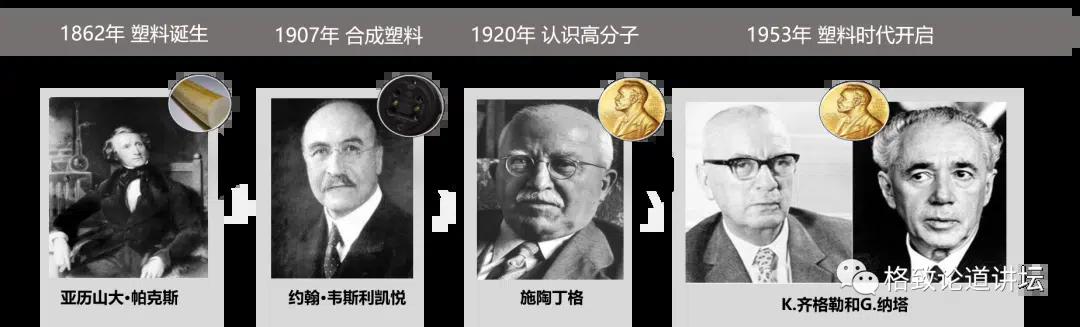 1862年 塑料诞生
1907年 合成塑料
1920年 认识高分子
1953年 塑料时代开启
亚历山大·帕克斯
约翰·韦斯利凯悦
施陶丁格
K.齐格勒和G.纳塔
格致论道讲坛